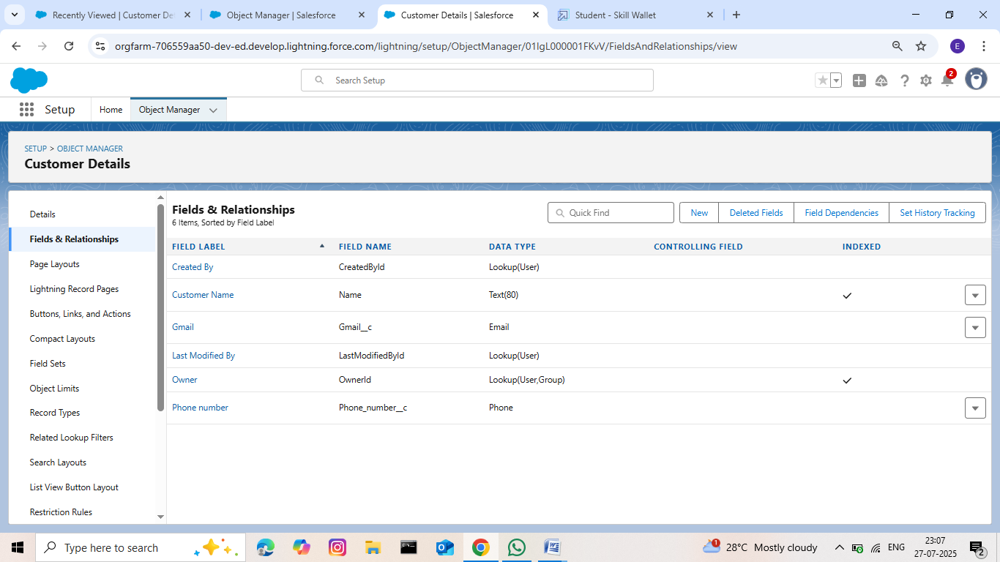 Recently Viewed | Customer De
Object Manager | Salesforce
Customer Details | Salesforce
Student - Skill Wallet
orgfarm-706559aa50-dev-ed.develop.lightning.force.com/lightning/setup/ObjectManager/01IgL000001FKvV/FieldsAndRelationships/view
E
Search Setup
2
Setup
Home
Object Manager
SETUP > OBJECT MANAGER
Customer Details
Details
Fields & Relationships
Page Layouts
Lightning Record Pages
Buttons, Links, and Actions
Compact Layouts
Field Sets
Object Limits
Record Types
Related Lookup Filters
Search Layouts
List View Button Layout
Restriction Rules
Fields & Relationships
6 Items, Sorted by Field Label
Quick Find
New
Deleted Fields
Field Dependencies
Set History Tracking
FIELD LABEL FIELD NAME DATA TYPE CONTROLLING FIELD INDEXED
Created By CreatedById Lookup(User)
Customer Name Name Text(80)
Gmail Gmail__c Email
Last Modified By LastModifiedById Lookup(User)
Owner OwnerId Lookup(User,Group)
Phone number Phone_number__c Phone
Type here to search
1
28°C Mostly cloudy
ENG
23:07
27-07-2025
2